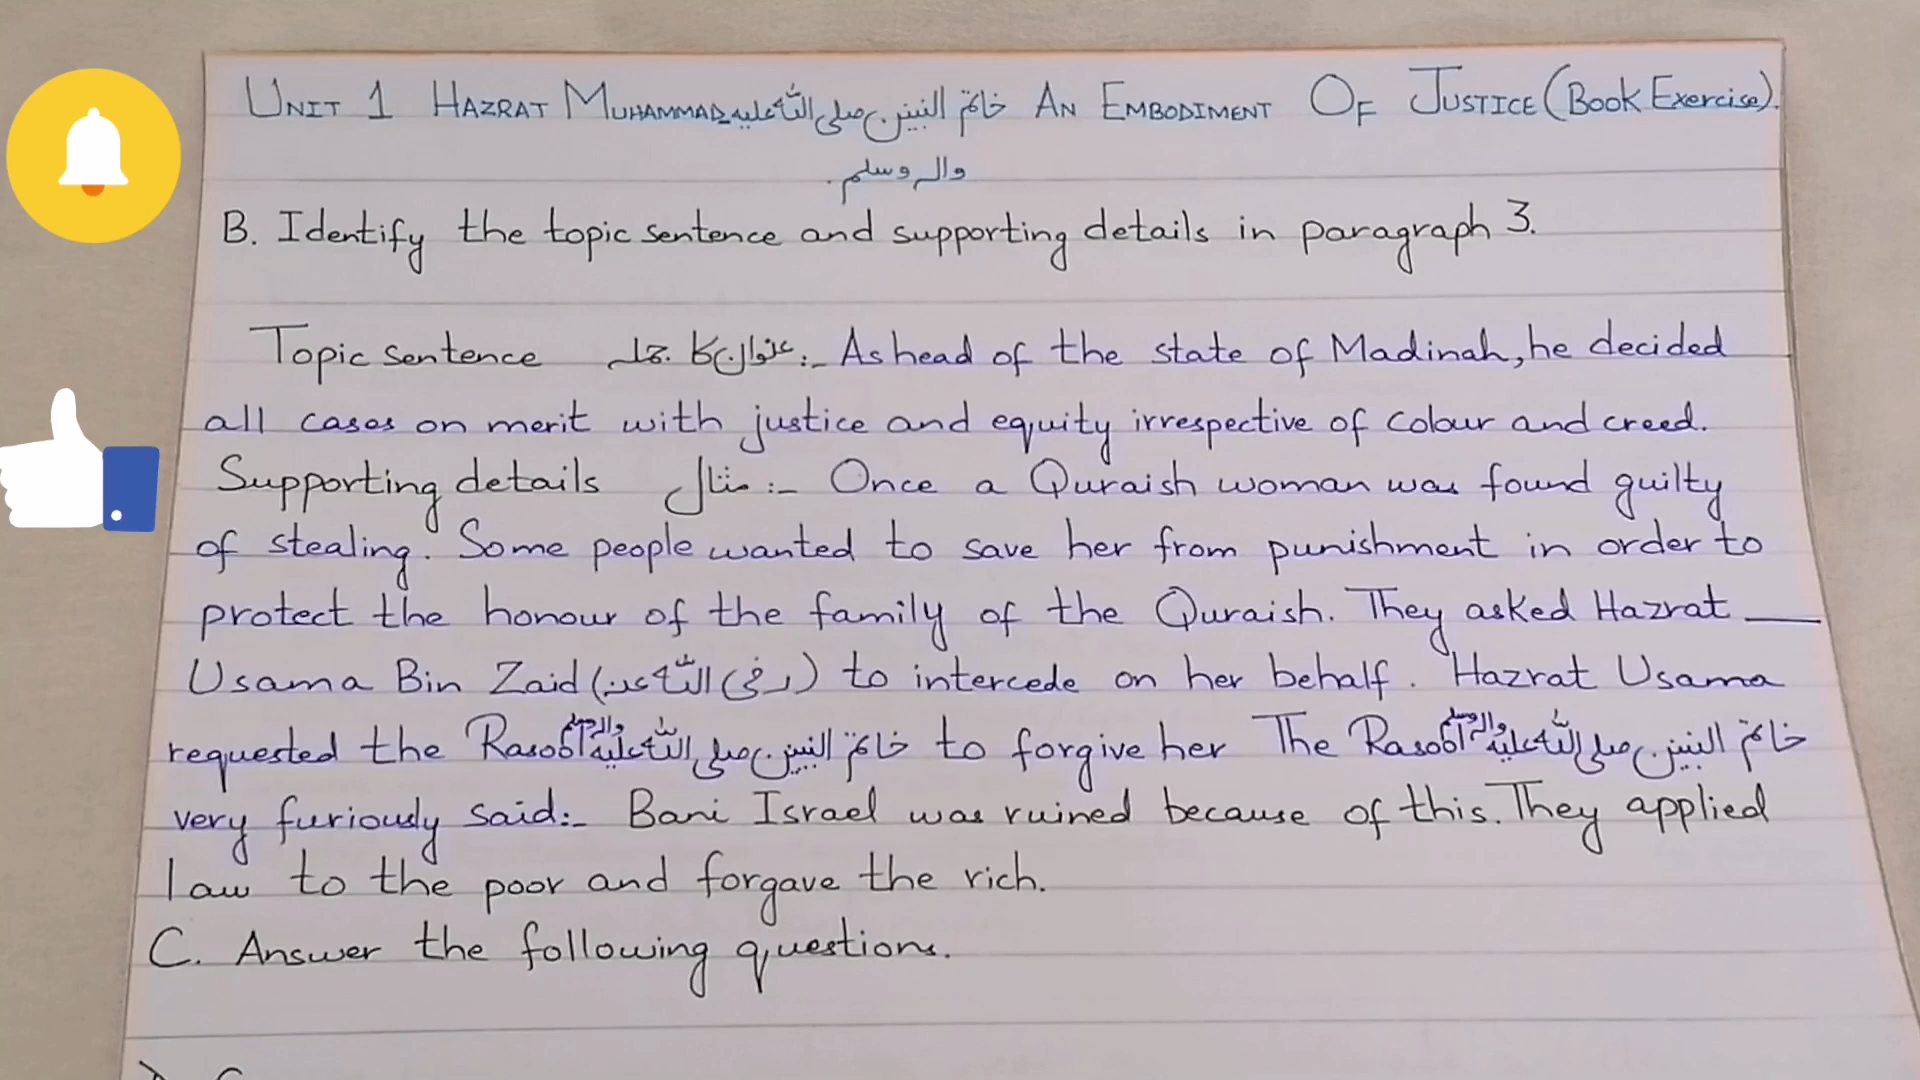 UNIT 1 HAZRAT MUHAMMAD خاتم النبیین صلی اللہ علیہ AN EMBODIMENT OF JUSTICE (Book Exercise).
والہ وسلم.
B. Identify the topic sentence and supporting details in paragraph 3.
Topic sentence عنوان کا جملہ :- As head of the state of Madinah, he decided
all cases on merit with justice and equity irrespective of colour and creed.
Supporting details مثال :- Once a Quraish woman was found guilty
of stealing. Some people wanted to save her from punishment in order to
protect the honour of the family of the Quraish. They asked Hazrat
Usama Bin Zaid (رضی اللہ عنہ) to intercede on her behalf. Hazrat Usama
requested the Rasool خاتم النبیین صلی اللہ علیہ والہ وسلم to forgive her The Rasool خاتم النبیین صلی اللہ علیہ والہ وسلم
very furiously said:- Bani Israel was ruined because of this. They applied
law to the poor and forgave the rich.
C. Answer the following questions.